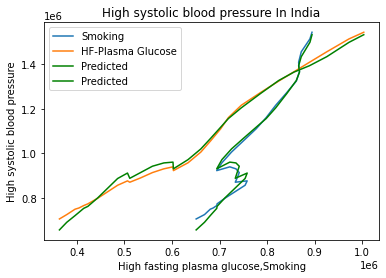 High systolic blood pressure In India
1e6
Smoking
HF-Plasma Glucose
Predicted
Predicted
1.4
1.2
1.0
0.8
High systolic blood pressure
0.4 0.5 0.6 0.7 0.8 0.9 1.0
1e6
High fasting plasma glucose,Smoking